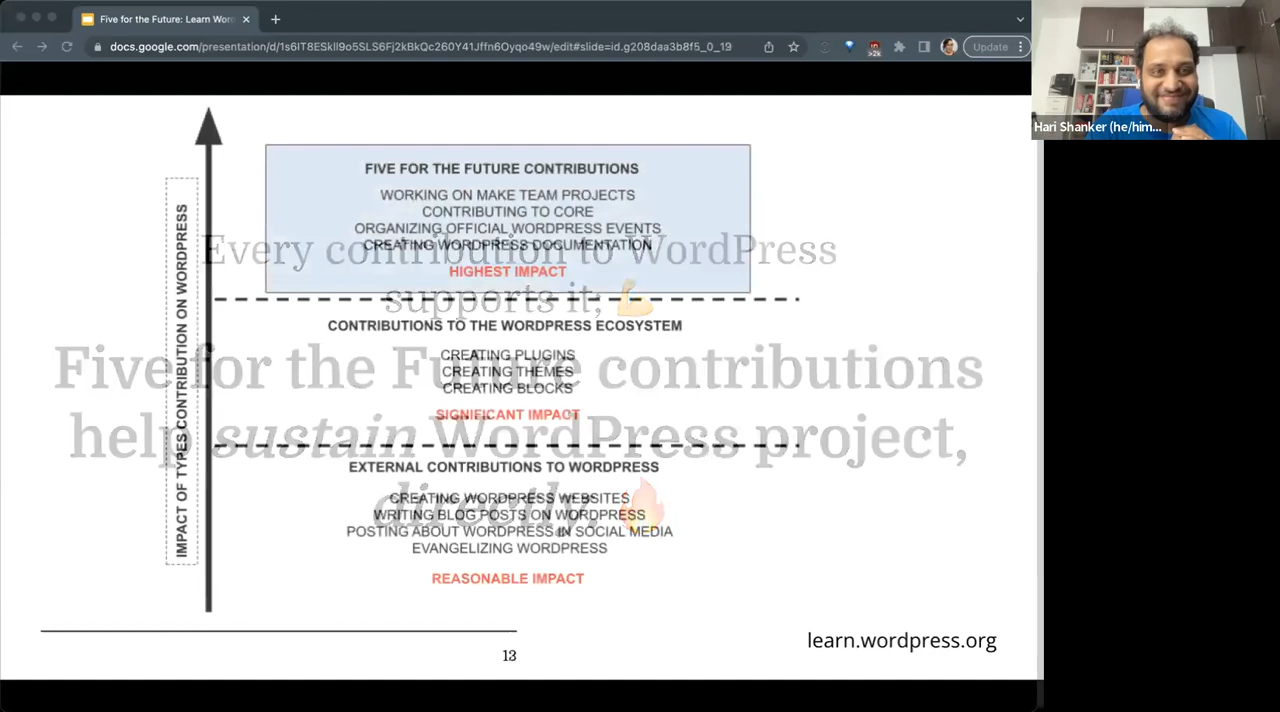 Five for the Future: Learn Wor
docs.google.com/presentation/d/1s6IT8ESkIl9o5SLS6Fj2kBkQc260Y41Jffn6Oyqo49w/edit#slide=id.g208daa3b8f5_0_19
>2k
Update
Hari Shanker (he/him...
IMPACT OF TYPES CONTRIBUTION ON WORDPRESS
FIVE FOR THE FUTURE CONTRIBUTIONS
WORKING ON MAKE TEAM PROJECTS
CONTRIBUTING TO CORE
ORGANIZING OFFICIAL WORDPRESS EVENTS
CREATING WORDPRESS DOCUMENTATION
HIGHEST IMPACT
CONTRIBUTIONS TO THE WORDPRESS ECOSYSTEM
CREATING PLUGINS
CREATING THEMES
CREATING BLOCKS
SIGNIFICANT IMPACT
EXTERNAL CONTRIBUTIONS TO WORDPRESS
CREATING WORDPRESS WEBSITES
WRITING BLOG POSTS ON WORDPRESS
POSTING ABOUT WORDPRESS IN SOCIAL MEDIA
EVANGELIZING WORDPRESS
REASONABLE IMPACT
Every contribution to WordPress
supports it; 💪
Five for the Future contributions
help sustain WordPress project,
directly. 🔥
learn.wordpress.org
13